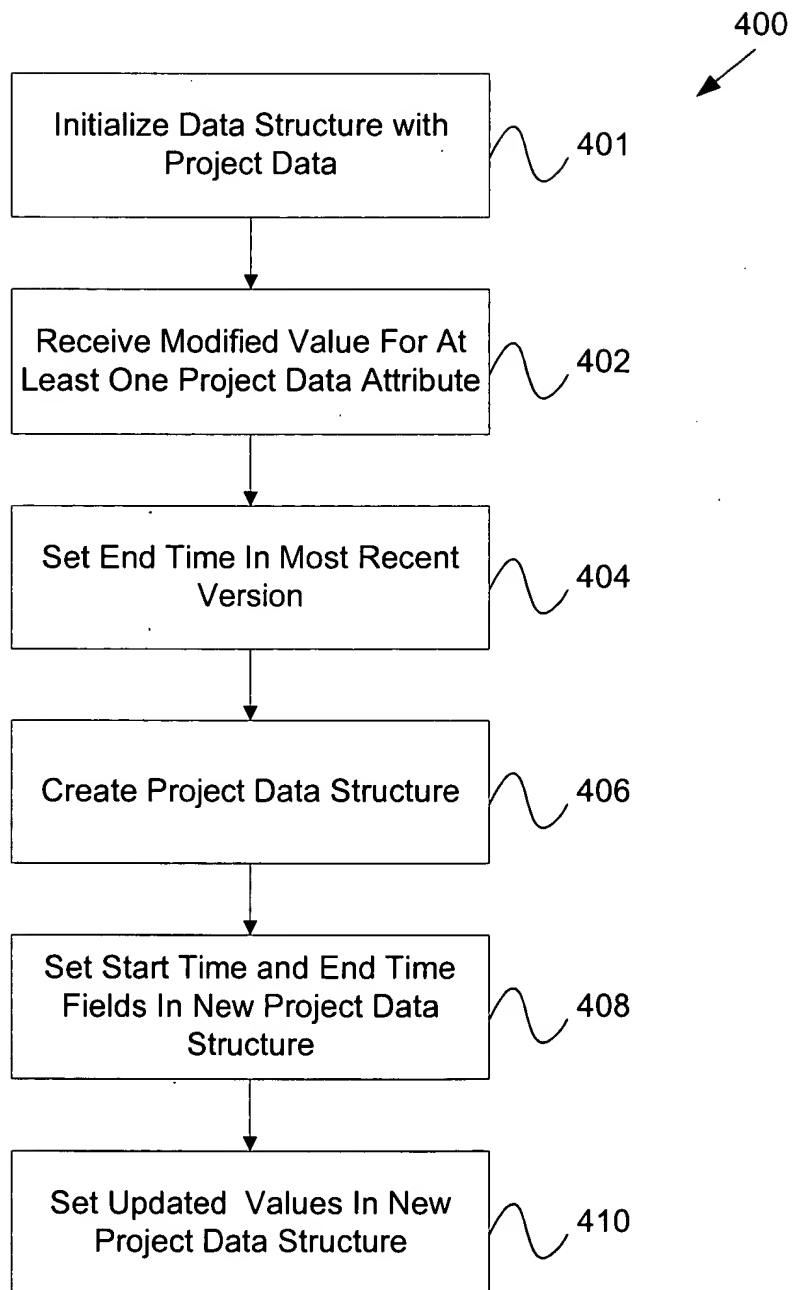 400
Initialize Data Structure with
Project Data
401
Receive Modified Value For At
Least One Project Data Attribute
402
Set End Time In Most Recent
Version
404
Create Project Data Structure
406
Set Start Time and End Time
Fields In New Project Data
Structure
408
Set Updated Values In New
Project Data Structure
410